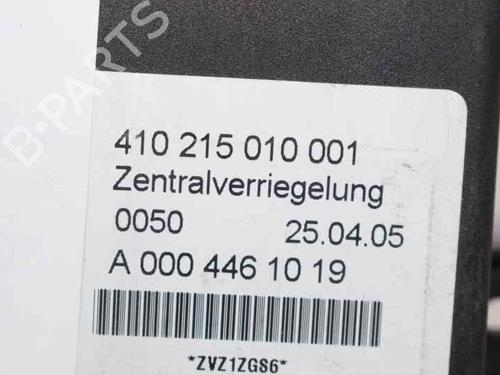 B-PARTS
410 215 010 001
Zentralverriegelung
0050 25.04.05
A 000 446 10 19
*ZVZ1ZGS6*